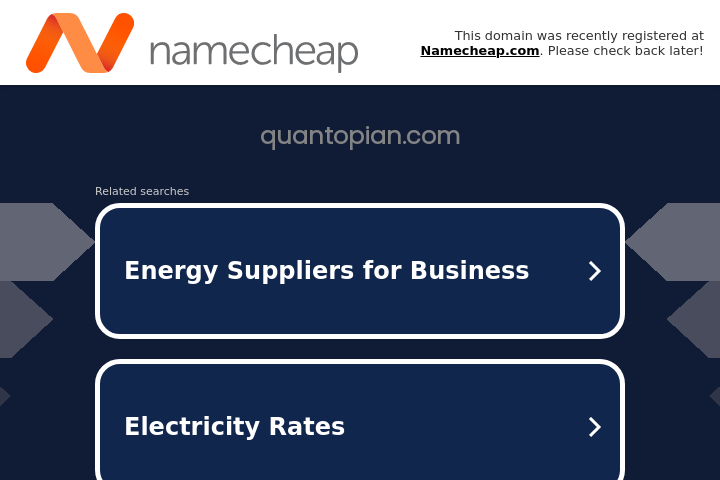 namecheap
This domain was recently registered at
Namecheap.com. Please check back later!
quantopian.com
Related searches
Energy Suppliers for Business
Electricity Rates